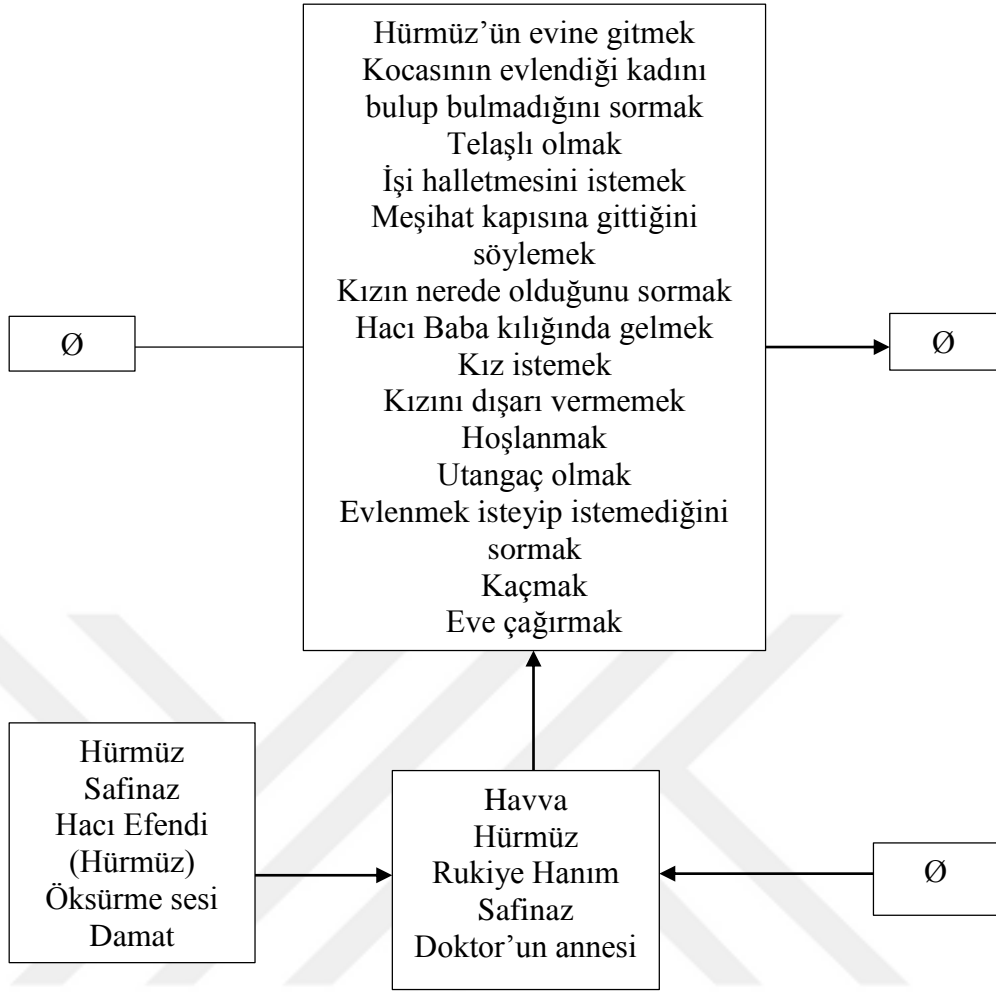 Hürmüz’ün evine gitmek
Kocasının evlendiği kadını
bulup bulmadığını sormak
Telaşlı olmak
İşi halletmesini istemek
Meşihat kapısına gittiğini
söylemek
Kızın nerede olduğunu sormak
Hacı Baba kılığında gelmek
Kız istemek
Kızını dışarı vermemek
Hoşlanmak
Utangaç olmak
Evlenmek isteyip istemediğini
sormak
Kaçmak
Eve çağırmak
Ø
Ø
Hürmüz
Safinaz
Hacı Efendi
(Hürmüz)
Öksürme sesi
Damat
Havva
Hürmüz
Rukiye Hanım
Safinaz
Doktor’un annesi
Ø